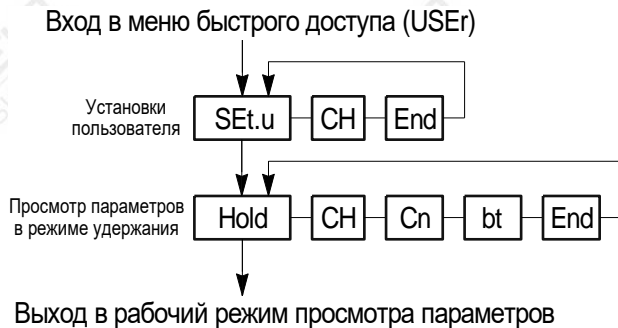 Вход в меню быстрого доступа (USEr)
Установки
пользователя
SEt.u CH End
Просмотр параметров
в режиме удержания
Hold CH Cn bt End
Выход в рабочий режим просмотра параметров